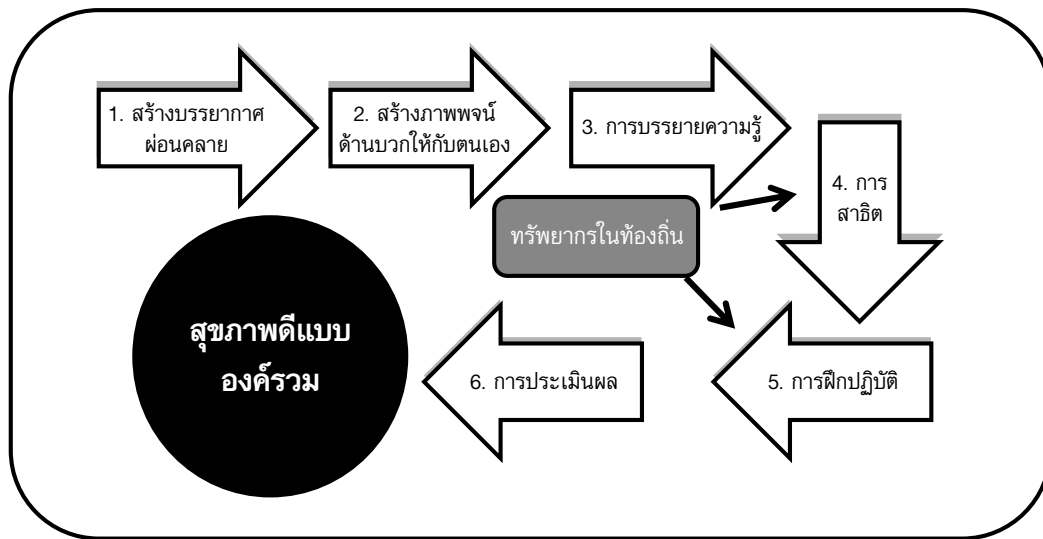 1. สร้างบรรยากาศ
ผ่อนคลาย
2. สร้างภาพพจน์
ด้านบวกให้กับตนเอง
3. การบรรยายความรู้
4. การ
สาธิต
ทรัพยากรในท้องถิ่น
5. การฝึกปฏิบัติ
6. การประเมินผล
สุขภาพดีแบบ
องค์รวม